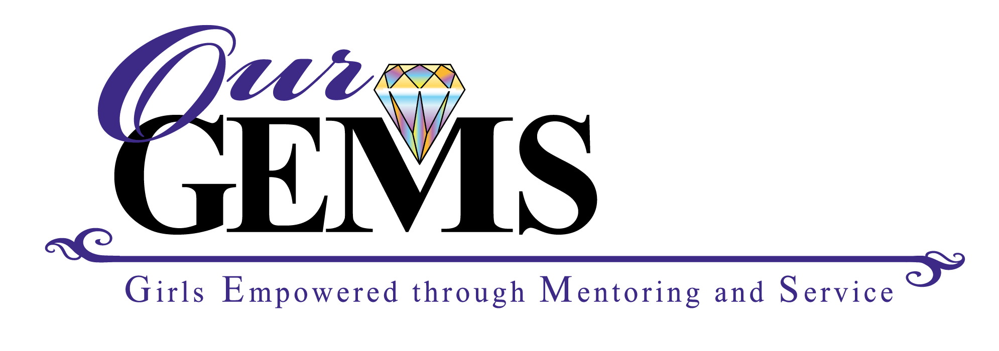 Our
GEMS
Girls Empowered through Mentoring and Service